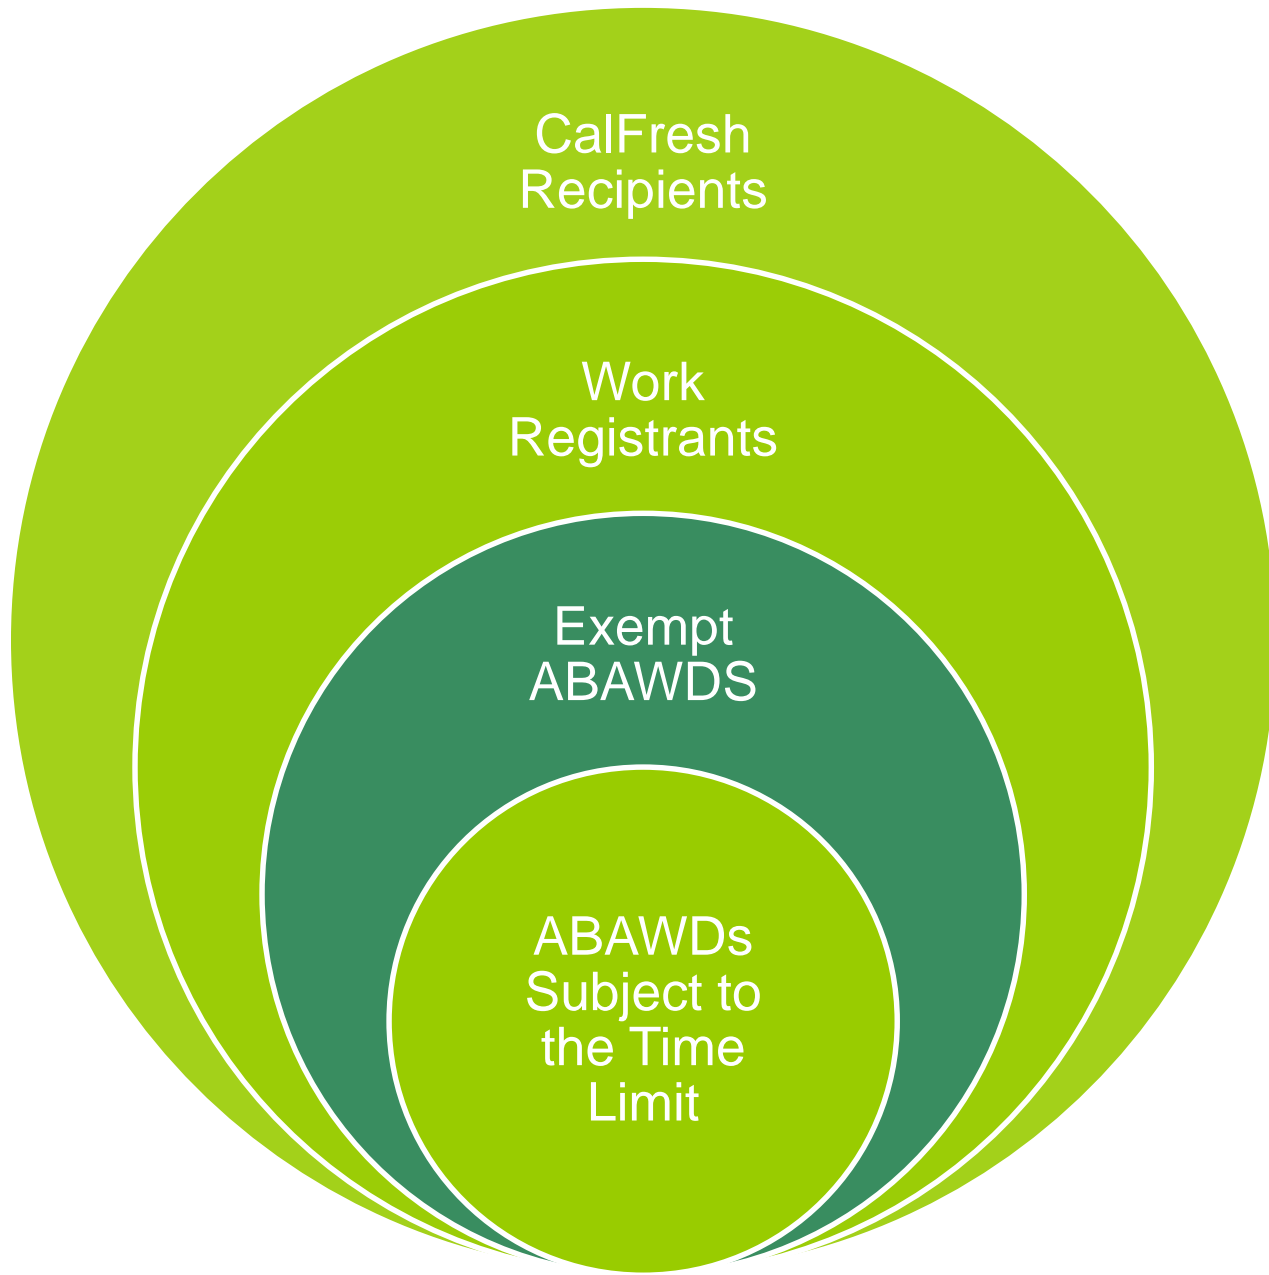 CalFresh
Recipients
Work
Registrants
Exempt
ABAWDS
ABAWDs
Subject to
the Time
Limit